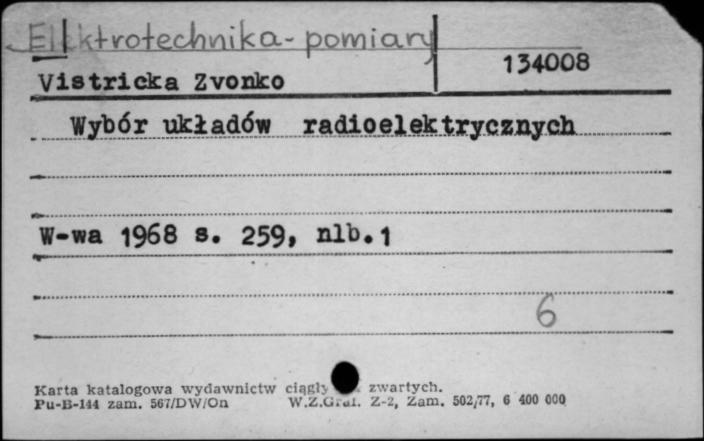 Elektrotechnika - pomiary
134008
Vistricka Zvonko
Wybór układów radioelektrycznych
W-wa 1968 s. 259, nlb.1
6
Karta katalogowa wydawnictw zwartych.
Pu-B-144 zam. 567/DW/On W.Z.Graf. Z-2, Zam. 502/77, 6 400 000